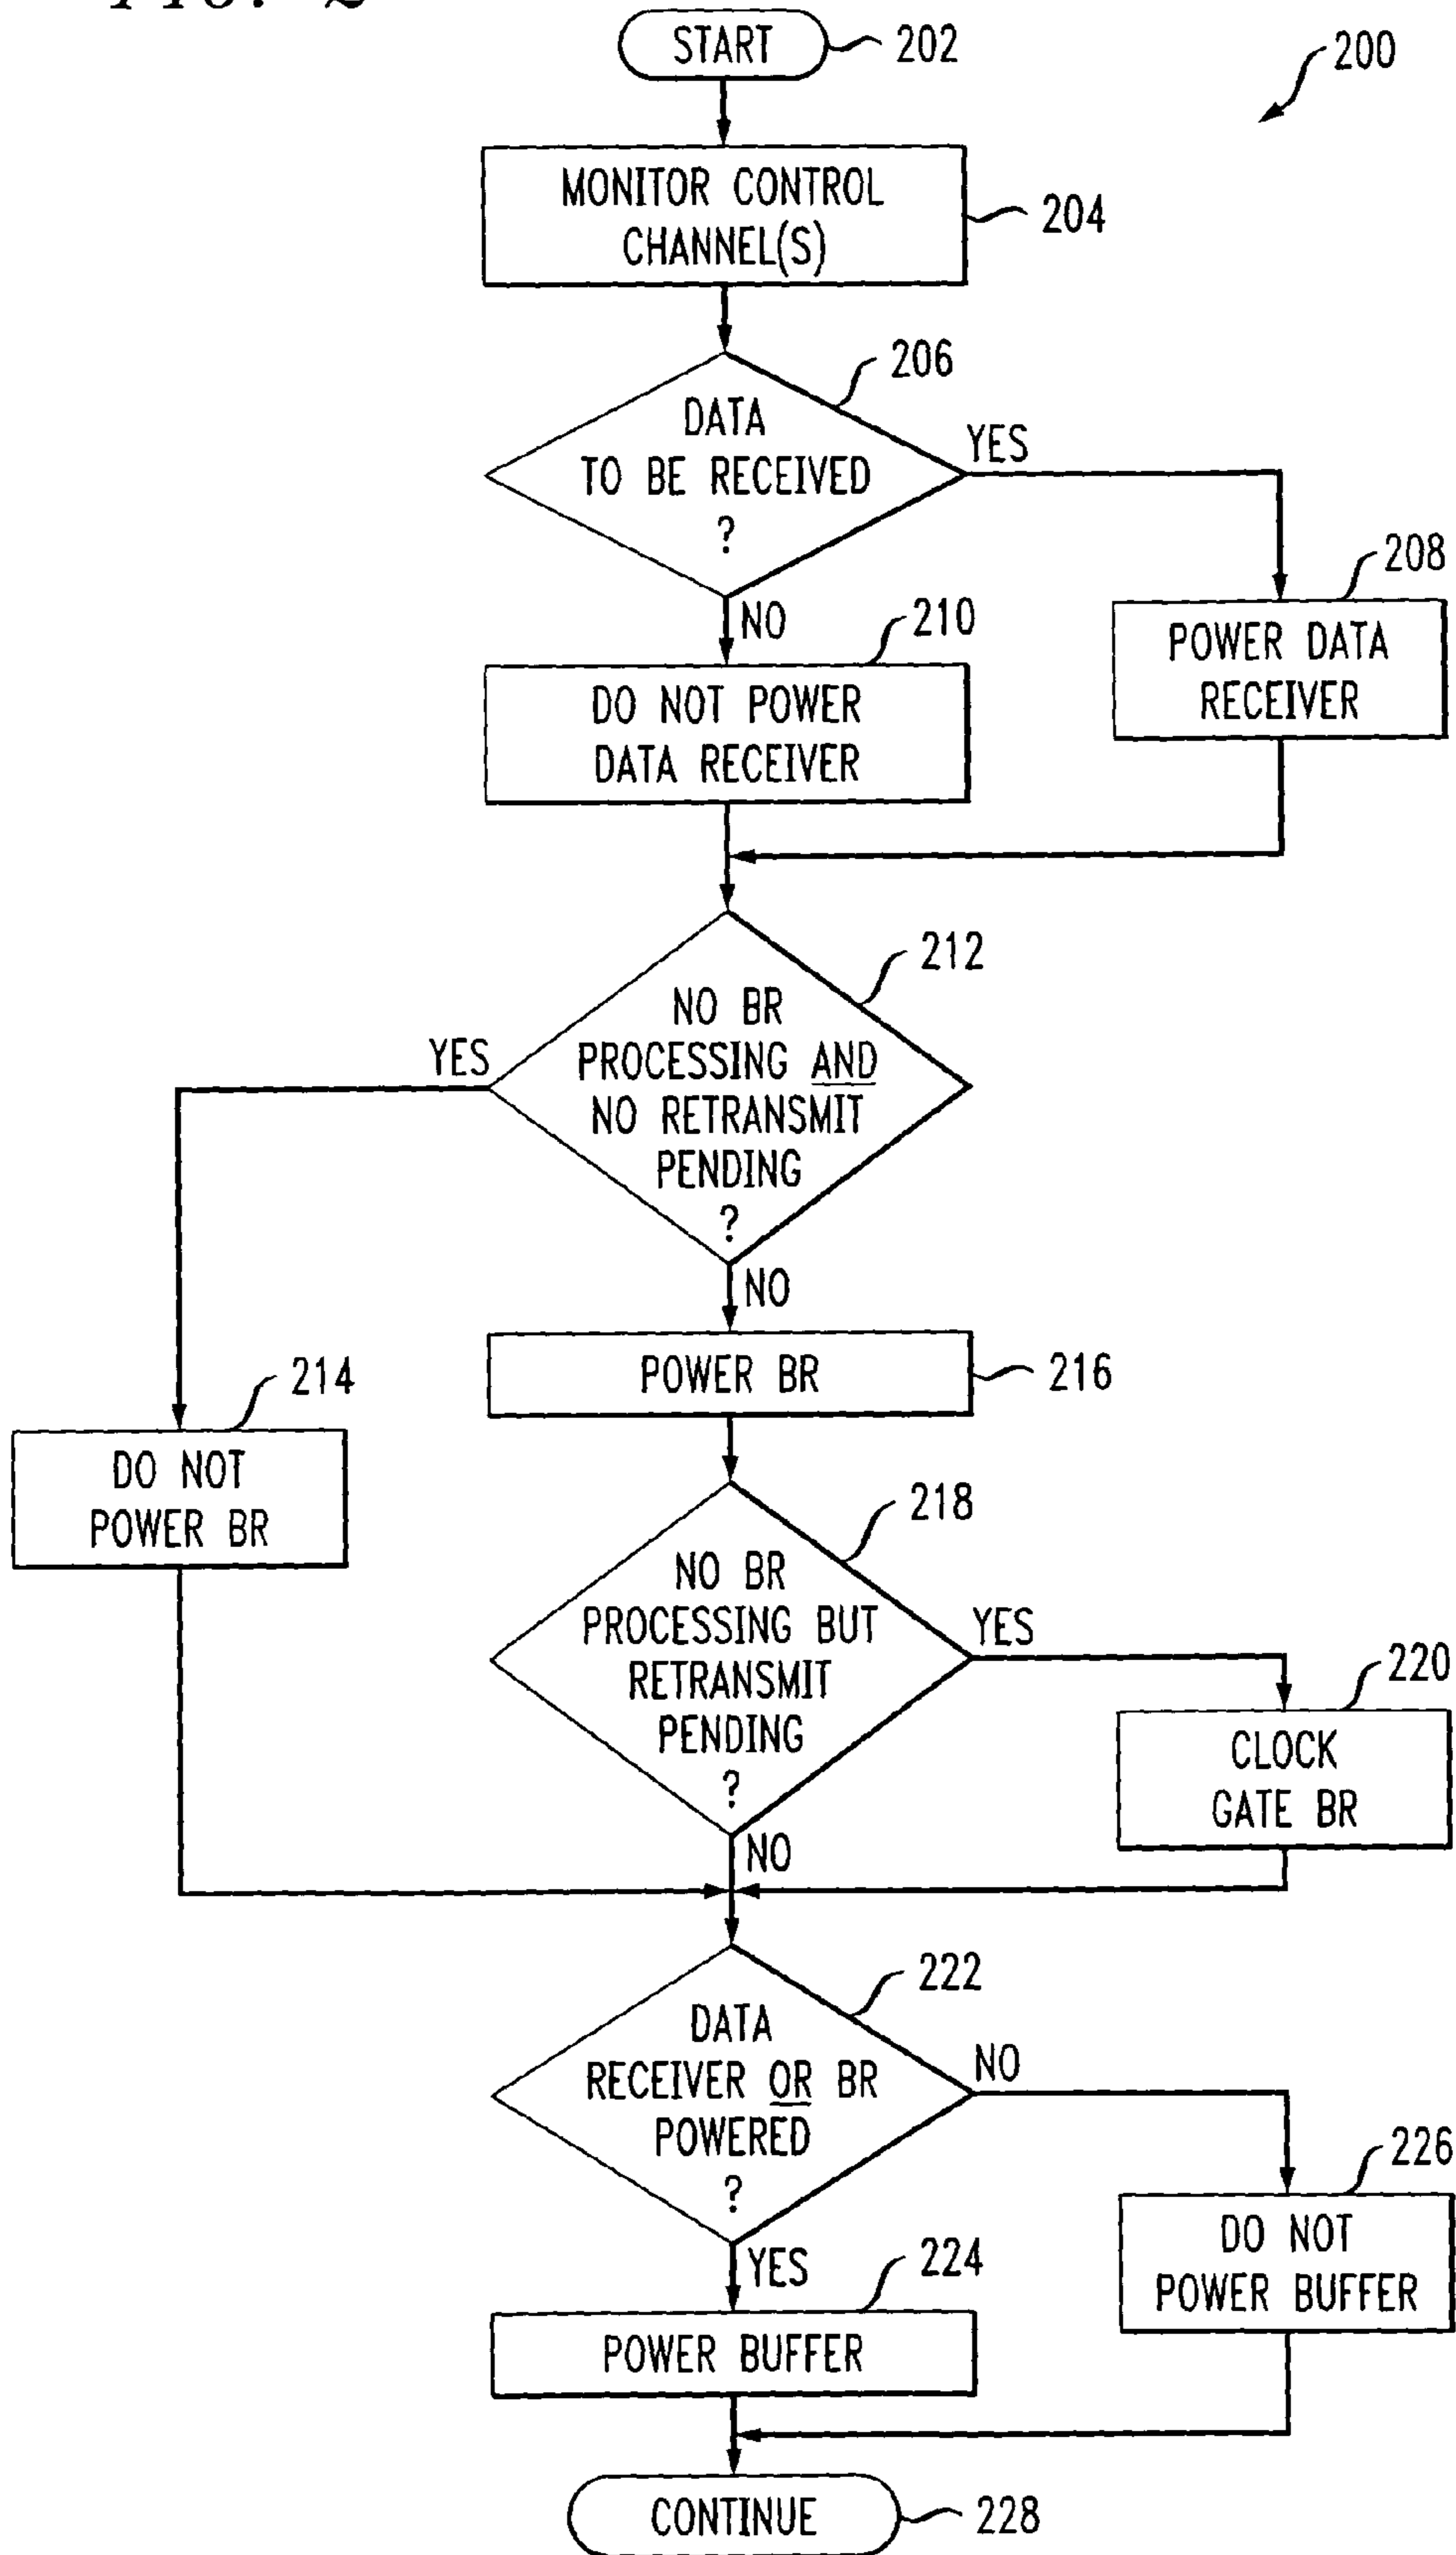 FIG. 2
START
202
200
MONITOR CONTROL
CHANNEL(S)
204
206
DATA
TO BE RECEIVED
?
YES
NO
208
POWER DATA
RECEIVER
210
DO NOT POWER
DATA RECEIVER
212
NO BR
PROCESSING AND
NO RETRANSMIT
PENDING
?
YES
NO
214
DO NOT
POWER BR
POWER BR
216
218
NO BR
PROCESSING BUT
RETRANSMIT
PENDING
?
YES
NO
220
CLOCK
GATE BR
222
DATA
RECEIVER OR BR
POWERED
?
NO
YES
226
DO NOT
POWER BUFFER
224
POWER BUFFER
CONTINUE
228